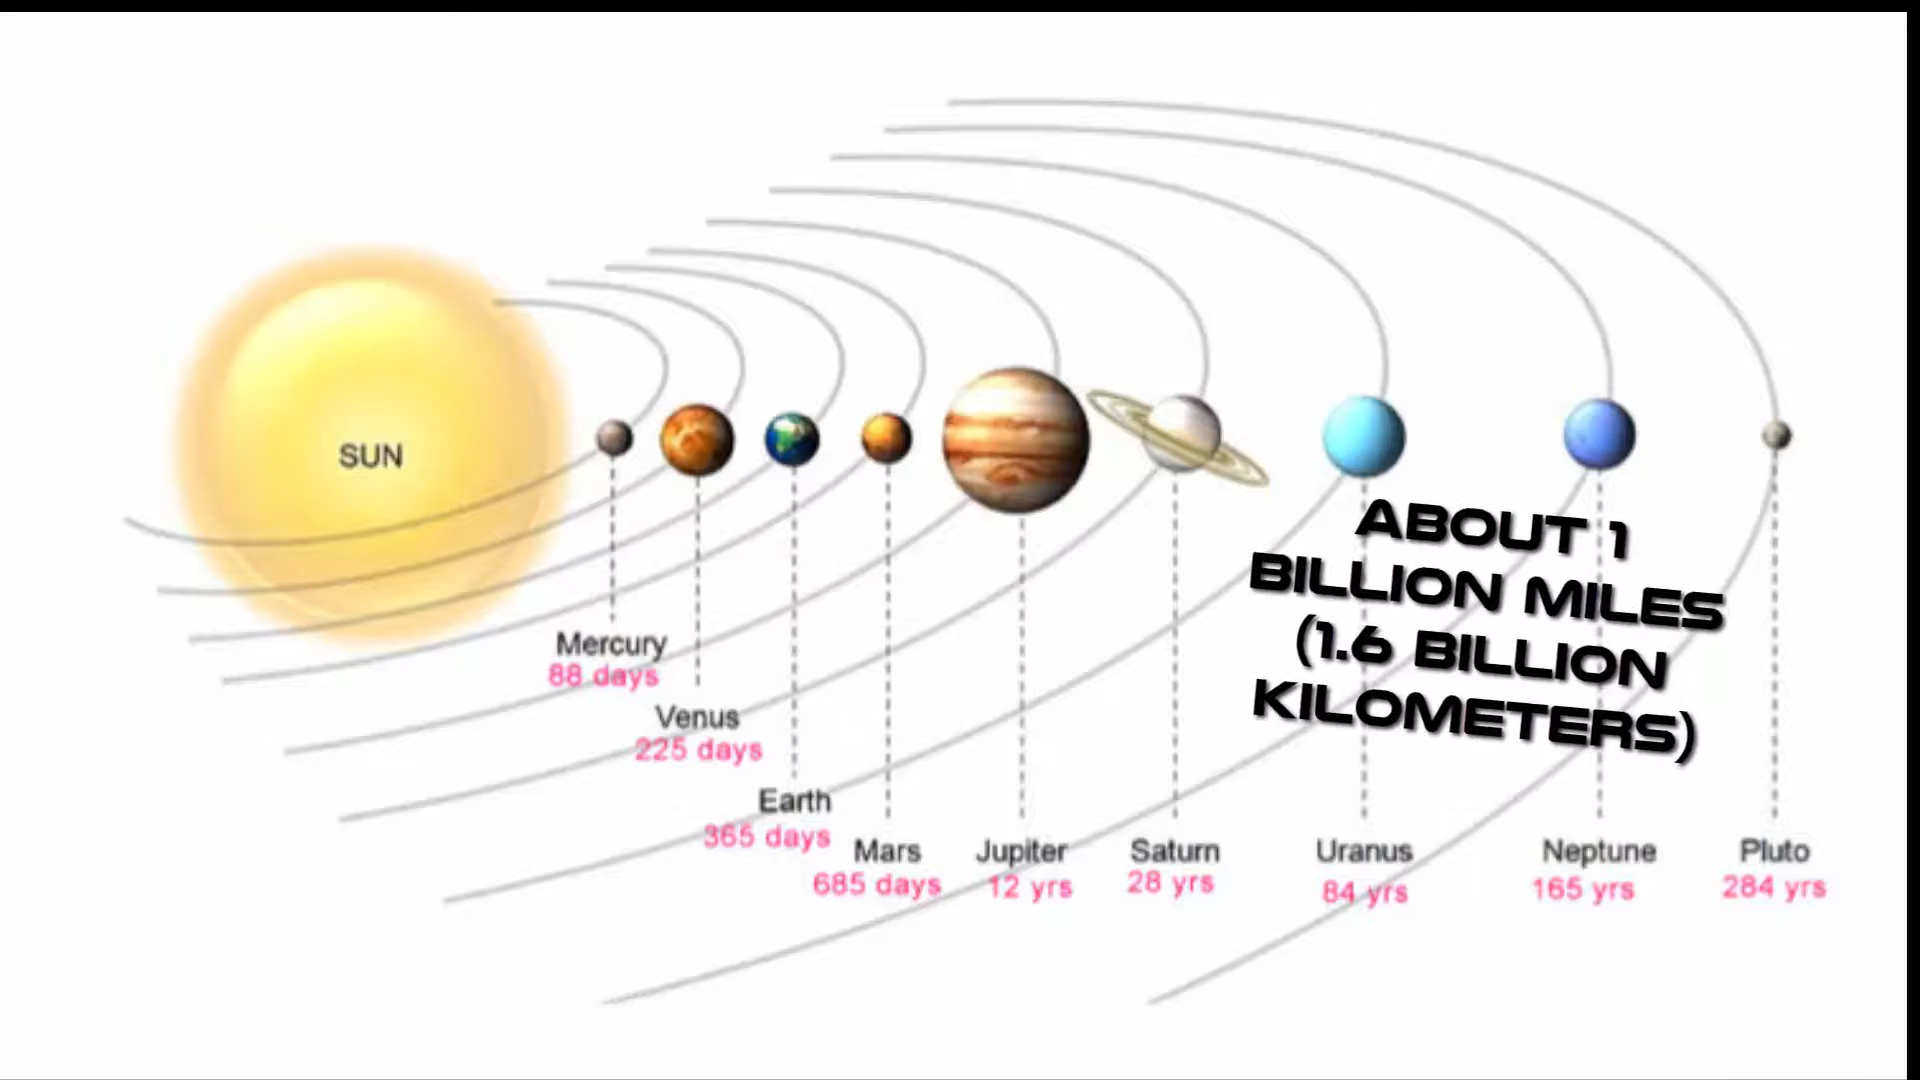 SUN
ABOUT 1
BILLION MILES
(1.6 BILLION
KILOMETERS)
Mercury
88 days
Venus
225 days
Earth
365 days
Mars
685 days
Jupiter
12 yrs
Saturn
28 yrs
Uranus
84 yrs
Neptune
165 yrs
Pluto
284 yrs